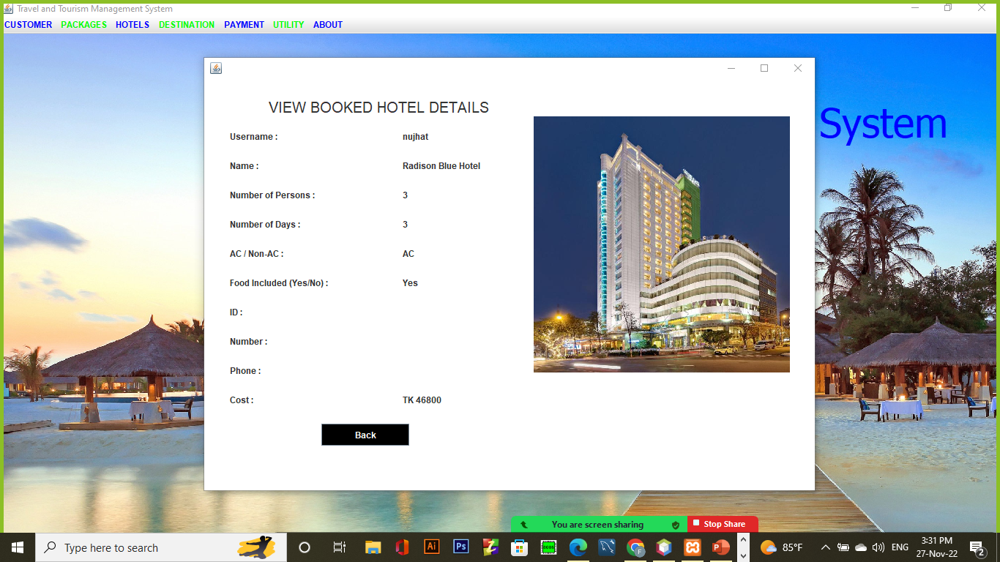 Travel and Tourism Management System
CUSTOMER PACKAGES HOTELS DESTINATION PAYMENT UTILITY ABOUT
System
VIEW BOOKED HOTEL DETAILS
Username : nujhat
Name : Radison Blue Hotel
Number of Persons : 3
Number of Days : 3
AC / Non-AC : AC
Food Included (Yes/No) : Yes
ID :
Number :
Phone :
Cost : TK 46800
Back
You are screen sharing Stop Share
Type here to search
Ai
Ps
8086
F
P
85°F
ENG
3:31 PM
27-Nov-22
2